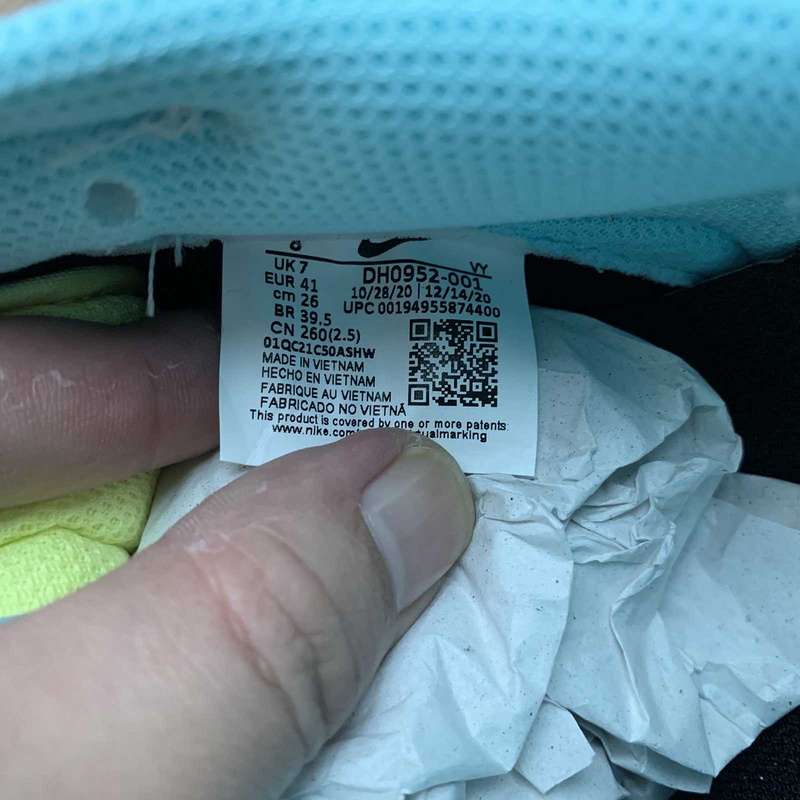 VY
UK 7
EUR 41
cm 26
BR 39.5
CN 260(2.5)
DH0952-001
10/28/20 | 12/14/20
UPC 00194955874400
01QC21C50ASHW
MADE IN VIETNAM
HECHO EN VIETNAM
FABRIQUE AU VIETNAM
FABRICADO NO VIETNÃ
This product is covered by one or more patents:
www.nike.com